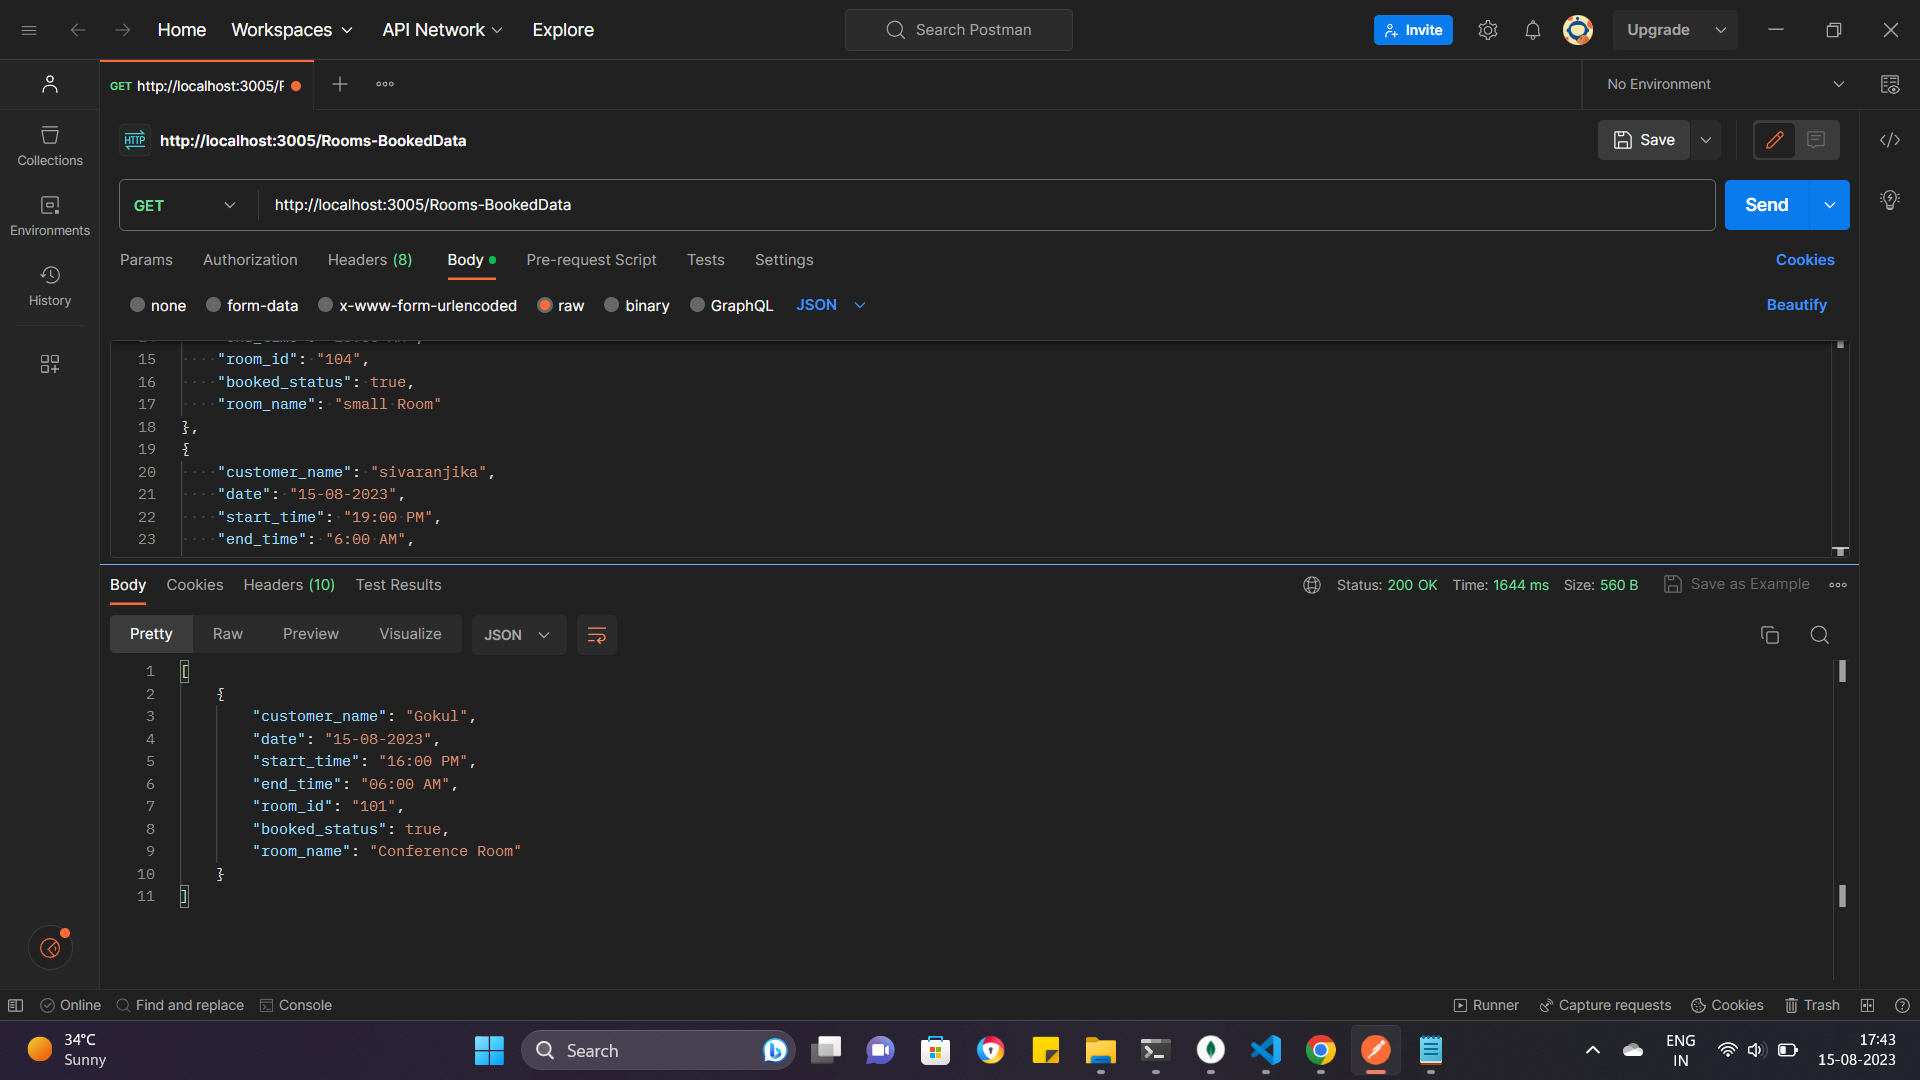 Home Workspaces API Network Explore Search Postman Invite Upgrade
GET http://localhost:3005/F No Environment
HTTP http://localhost:3005/Rooms-BookedData Save
GET http://localhost:3005/Rooms-BookedData Send
Collections
Environments
History
Params Authorization Headers (8) Body Pre-request Script Tests Settings Cookies
none form-data x-www-form-urlencoded raw binary GraphQL JSON Beautify
15 "room_id": "104",
16 "booked_status": true,
17 "room_name": "small Room"
18 },
19 {
20 "customer_name": "sivaranjika",
21 "date": "15-08-2023",
22 "start_time": "19:00 PM",
23 "end_time": "6:00 AM",
Body Cookies Headers (10) Test Results Status: 200 OK Time: 1644 ms Size: 560 B Save as Example
Pretty Raw Preview Visualize JSON
1 [
2 {
3 "customer_name": "Gokul",
4 "date": "15-08-2023",
5 "start_time": "16:00 PM",
6 "end_time": "06:00 AM",
7 "room_id": "101",
8 "booked_status": true,
9 "room_name": "Conference Room"
10 }
11 ]
Online Find and replace Console Runner Capture requests Cookies Trash
34°C
Sunny
Search
ENG
IN
17:43
15-08-2023